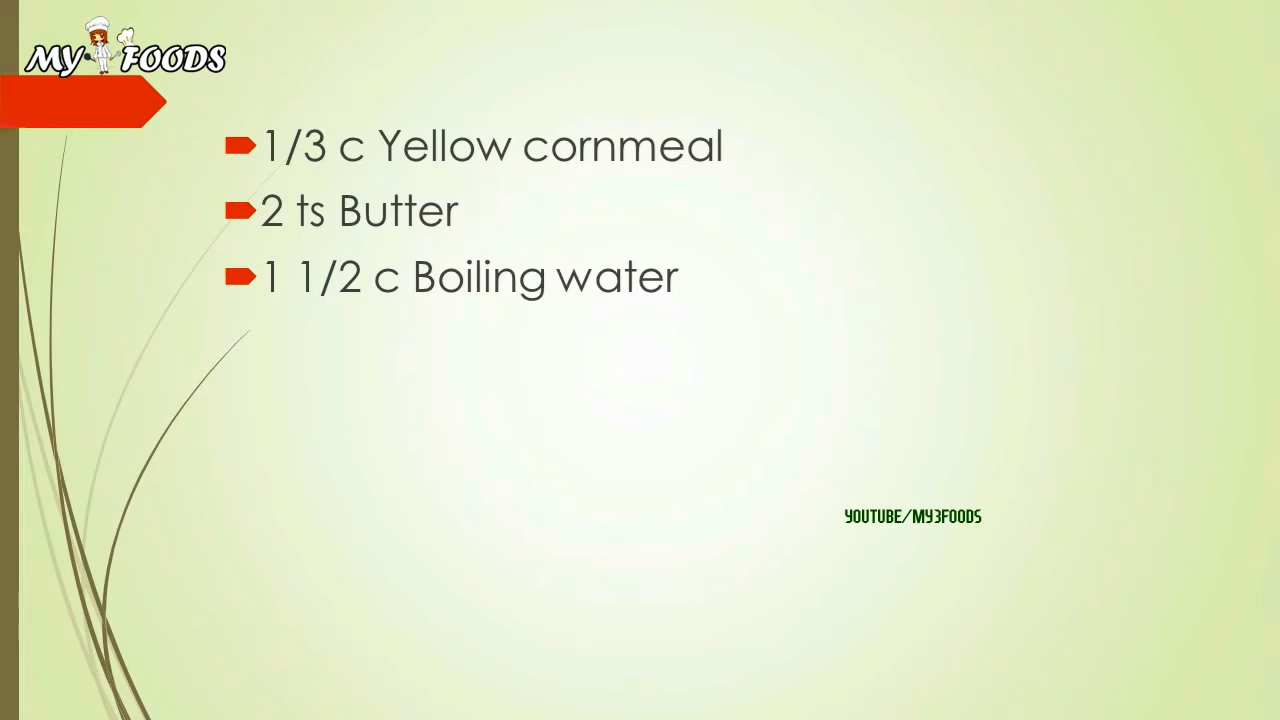 MY FOODS
1/3 c Yellow cornmeal
2 ts Butter
1 1/2 c Boiling water
YOUTUBE/MY3FOODS